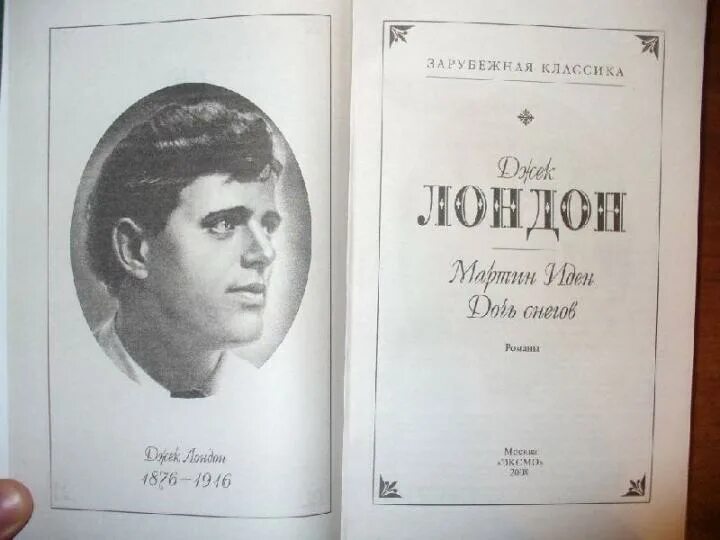 Джек Лондон
1876–1916
ЗАРУБЕЖНАЯ КЛАССИКА
Джек
ЛОНДОН
Мартин Иден
Дочь снегов
Романы
Москва
«ЭКСМО»